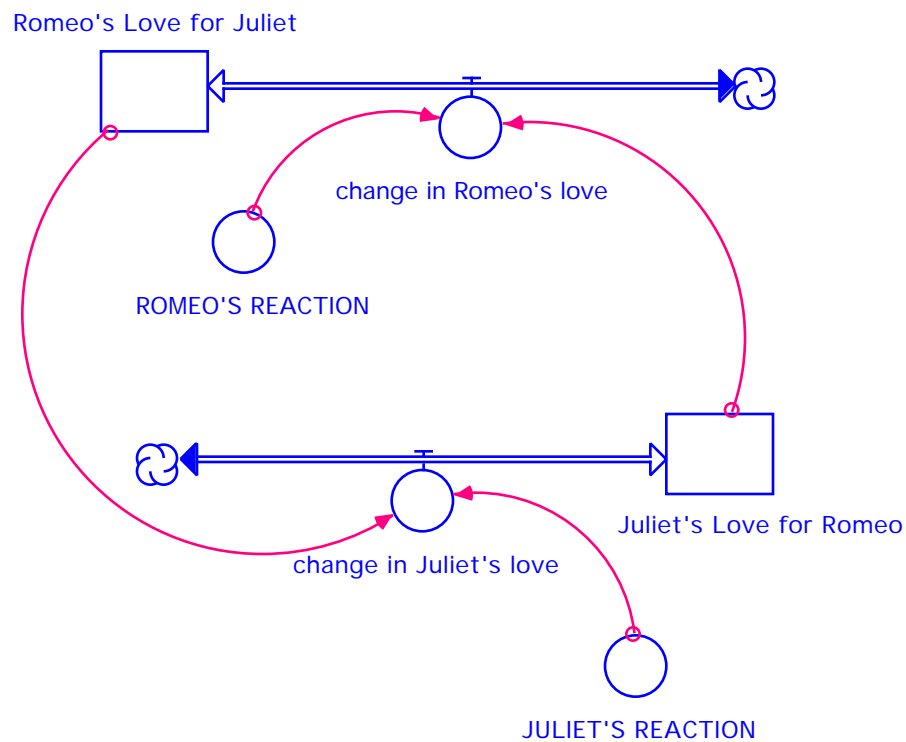 Romeo's Love for Juliet
change in Romeo's love
ROMEO'S REACTION
Juliet's Love for Romeo
change in Juliet's love
JULIET'S REACTION